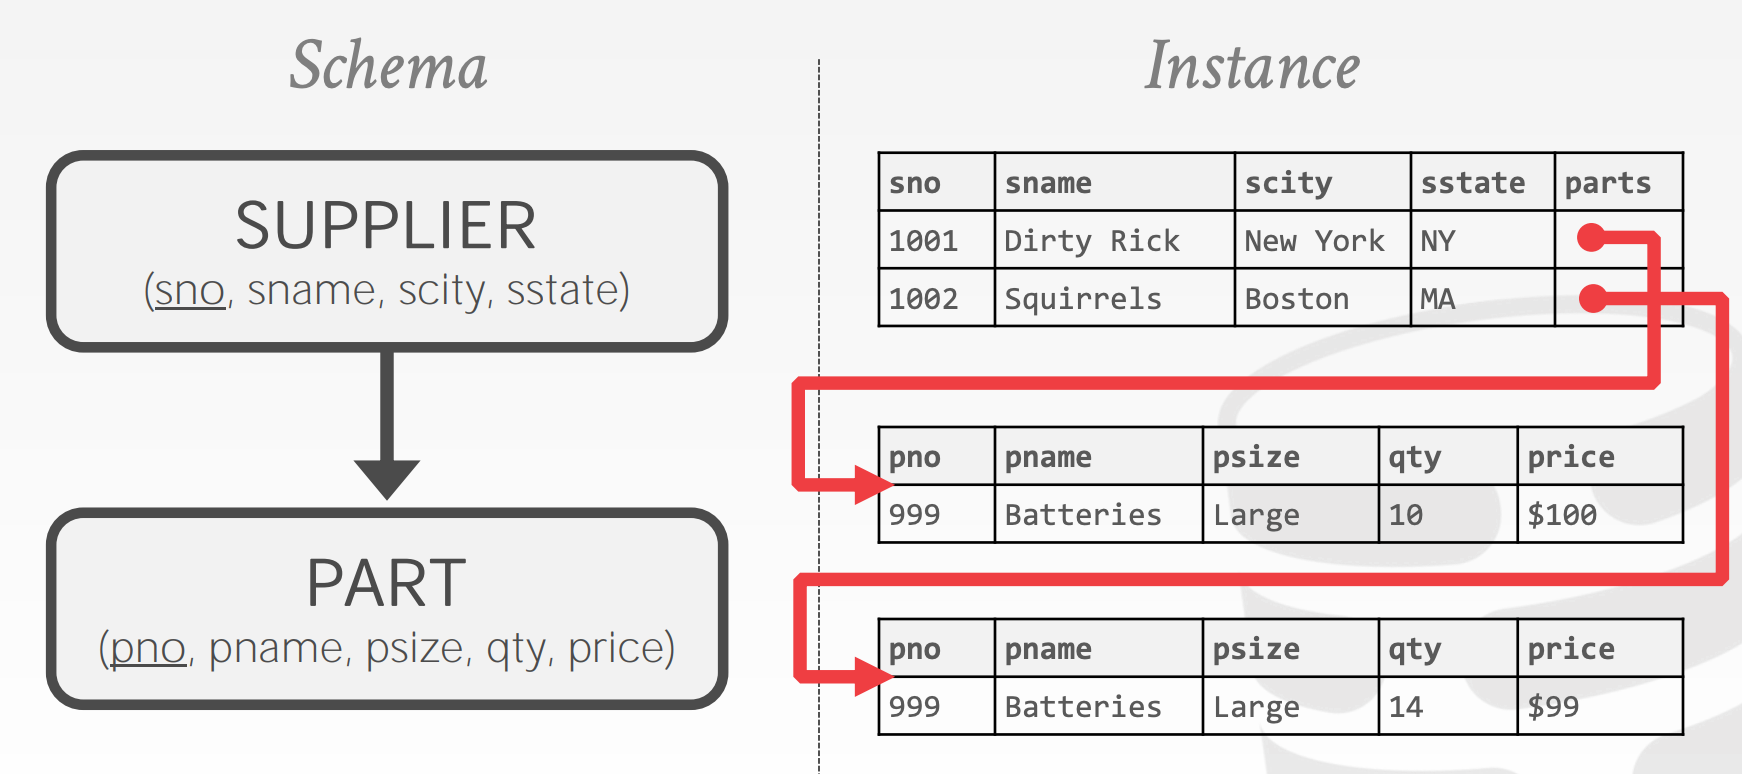 Schema
Instance
SUPPLIER
(sno, sname, scity, sstate)
PART
(pno, pname, psize, qty, price)
sno sname scity sstate parts
1001 Dirty Rick New York NY
1002 Squirrels Boston MA
pno pname psize qty price
999 Batteries Large 10 $100
pno pname psize qty price
999 Batteries Large 14 $99